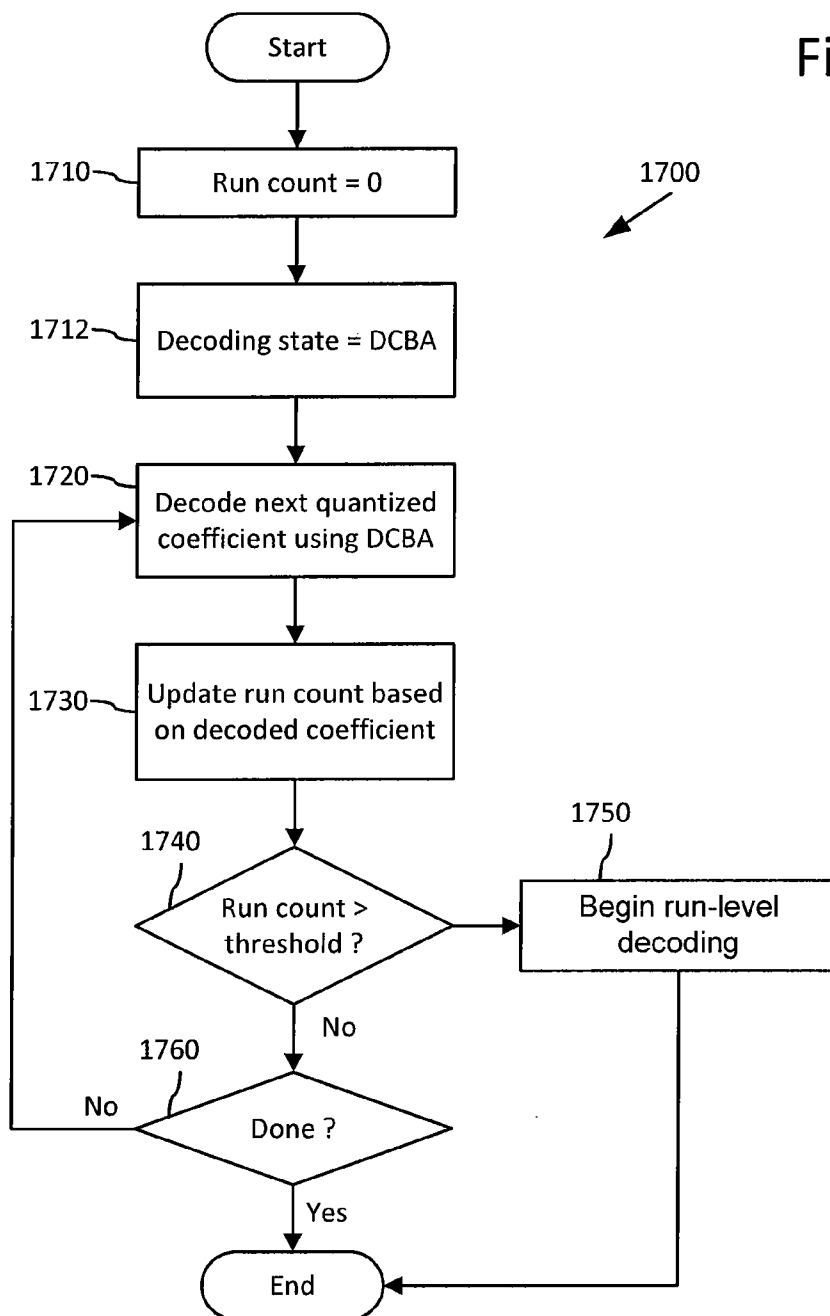 Start
Fi
1710
Run count = 0
1700
1712
Decoding state = DCBA
1720
Decode next quantized
coefficient using DCBA
1730
Update run count based
on decoded coefficient
1740
1750
Run count >
threshold ?
Begin run-level
decoding
No
1760
No
Done ?
Yes
End